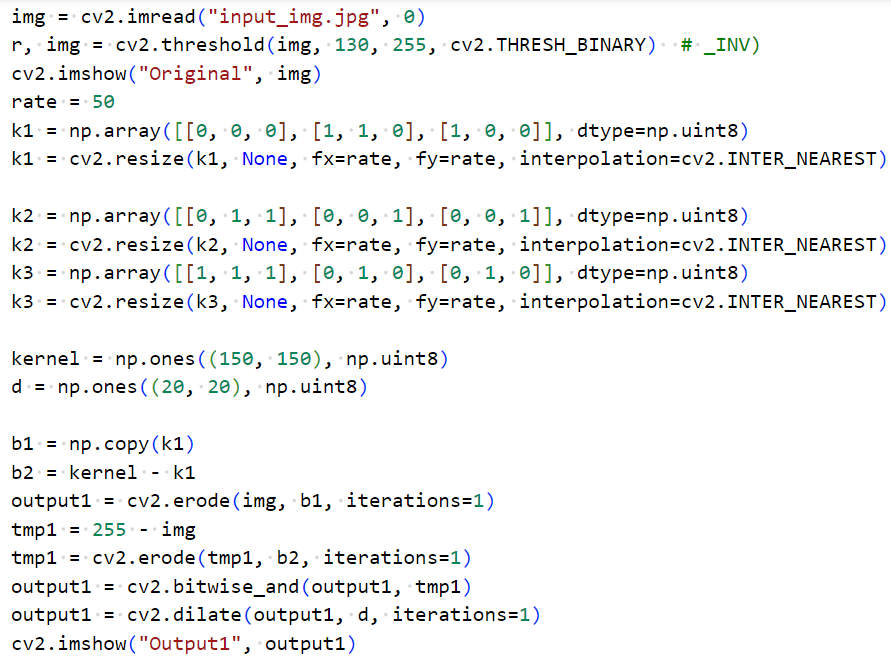 img = cv2.imread("input_img.jpg", 0)
r, img = cv2.threshold(img, 130, 255, cv2.THRESH_BINARY)  # _INV)
cv2.imshow("Original", img)
rate = 50
k1 = np.array([[0, 0, 0], [1, 1, 0], [1, 0, 0]], dtype=np.uint8)
k1 = cv2.resize(k1, None, fx=rate, fy=rate, interpolation=cv2.INTER_NEAREST)

k2 = np.array([[0, 1, 1], [0, 0, 1], [0, 0, 1]], dtype=np.uint8)
k2 = cv2.resize(k2, None, fx=rate, fy=rate, interpolation=cv2.INTER_NEAREST)
k3 = np.array([[1, 1, 1], [0, 1, 0], [0, 1, 0]], dtype=np.uint8)
k3 = cv2.resize(k3, None, fx=rate, fy=rate, interpolation=cv2.INTER_NEAREST)

kernel = np.ones((150, 150), np.uint8)
d = np.ones((20, 20), np.uint8)

b1 = np.copy(k1)
b2 = kernel - k1
output1 = cv2.erode(img, b1, iterations=1)
tmp1 = 255 - img
tmp1 = cv2.erode(tmp1, b2, iterations=1)
output1 = cv2.bitwise_and(output1, tmp1)
output1 = cv2.dilate(output1, d, iterations=1)
cv2.imshow("Output1", output1)